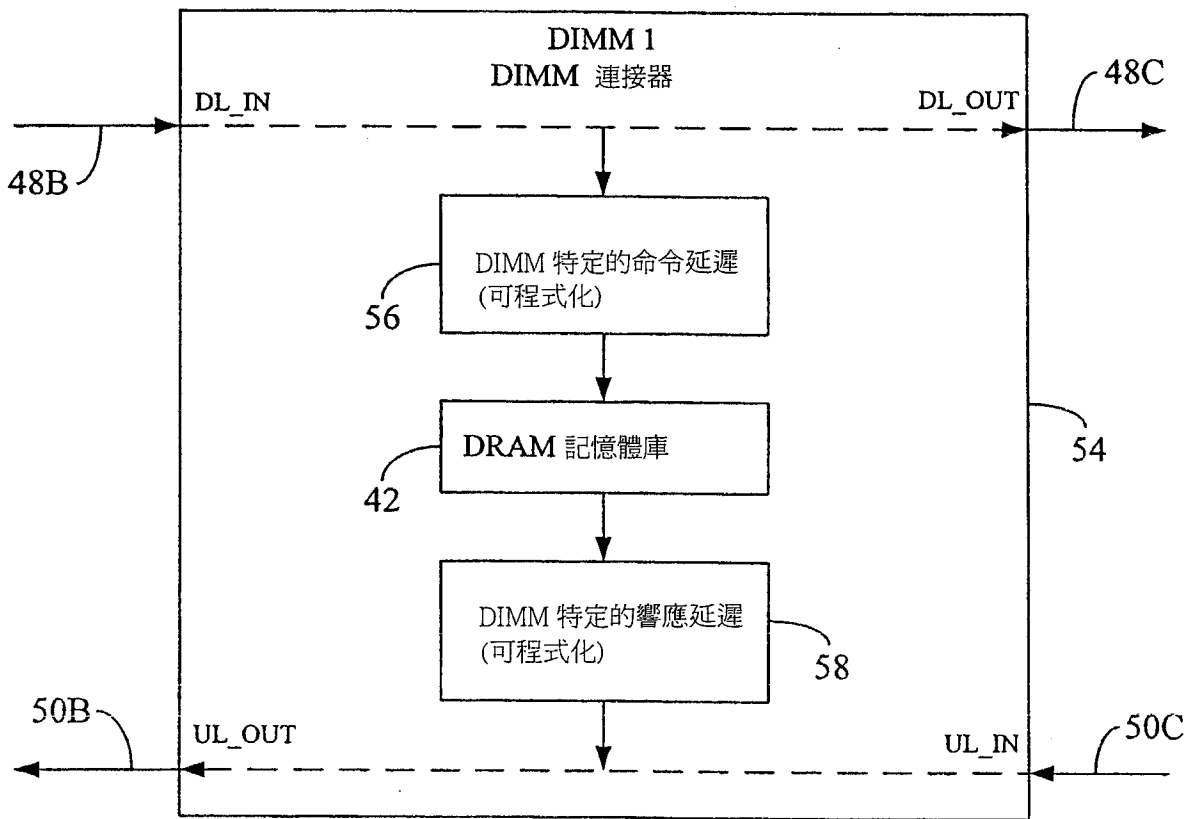 DIMM 1
DIMM 連接器
DL_IN
DL_OUT
48C
48B
DIMM 特定的命令延遲
(可程式化)
56
DRAM 記憶體庫
42
54
DIMM 特定的響應延遲
(可程式化)
58
50B
UL_OUT
UL_IN
50C